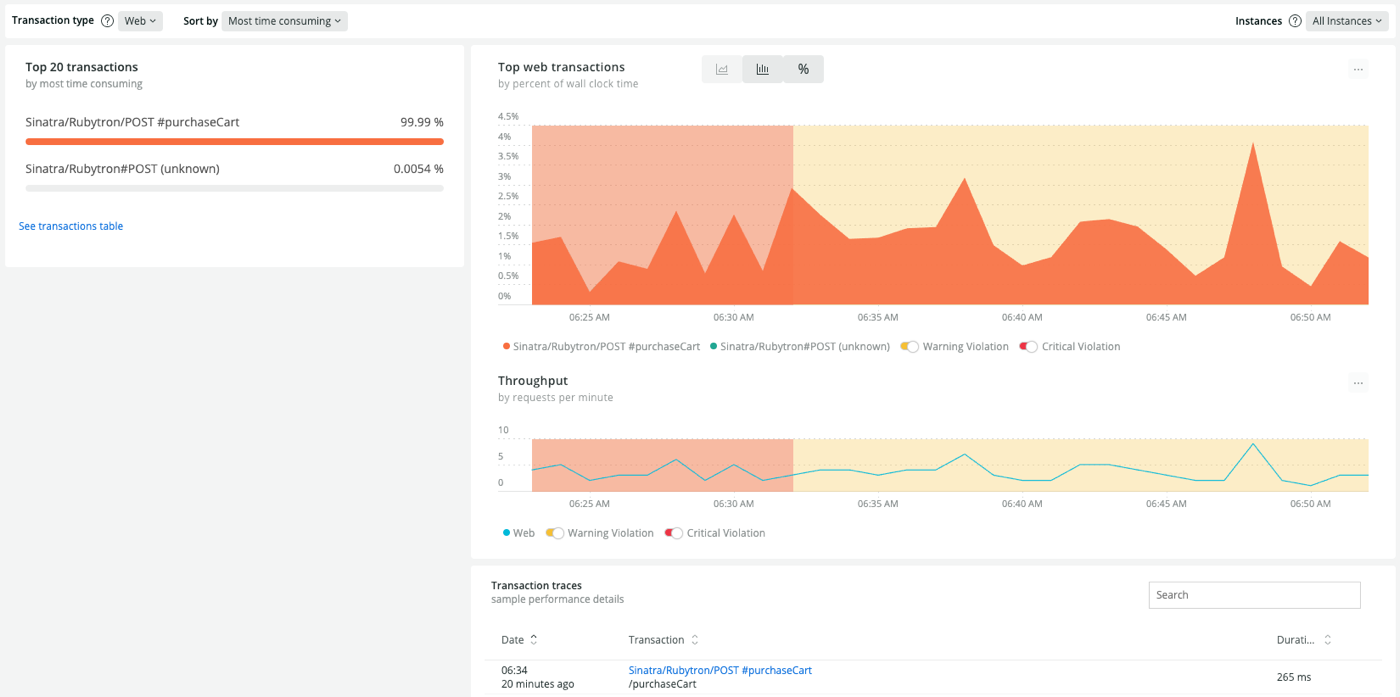 Transaction type ? Web Sort by Most time consuming Instances ? All Instances
Top 20 transactions
by most time consuming
Sinatra/Rubytron/POST #purchaseCart 99.99 %
Sinatra/Rubytron#POST (unknown) 0.0054 %
See transactions table
Top web transactions
by percent of wall clock time
%
...
4.5%
4%
3.5%
3%
2.5%
2%
1.5%
1%
0.5%
0%
06:25 AM 06:30 AM 06:35 AM 06:40 AM 06:45 AM 06:50 AM
Sinatra/Rubytron/POST #purchaseCart Sinatra/Rubytron#POST (unknown) Warning Violation Critical Violation
Throughput
by requests per minute
...
10
5
0
06:25 AM 06:30 AM 06:35 AM 06:40 AM 06:45 AM 06:50 AM
Web Warning Violation Critical Violation
Transaction traces
sample performance details
Search
Date Transaction Durati...
06:34 Sinatra/Rubytron/POST #purchaseCart 265 ms
20 minutes ago /purchaseCart